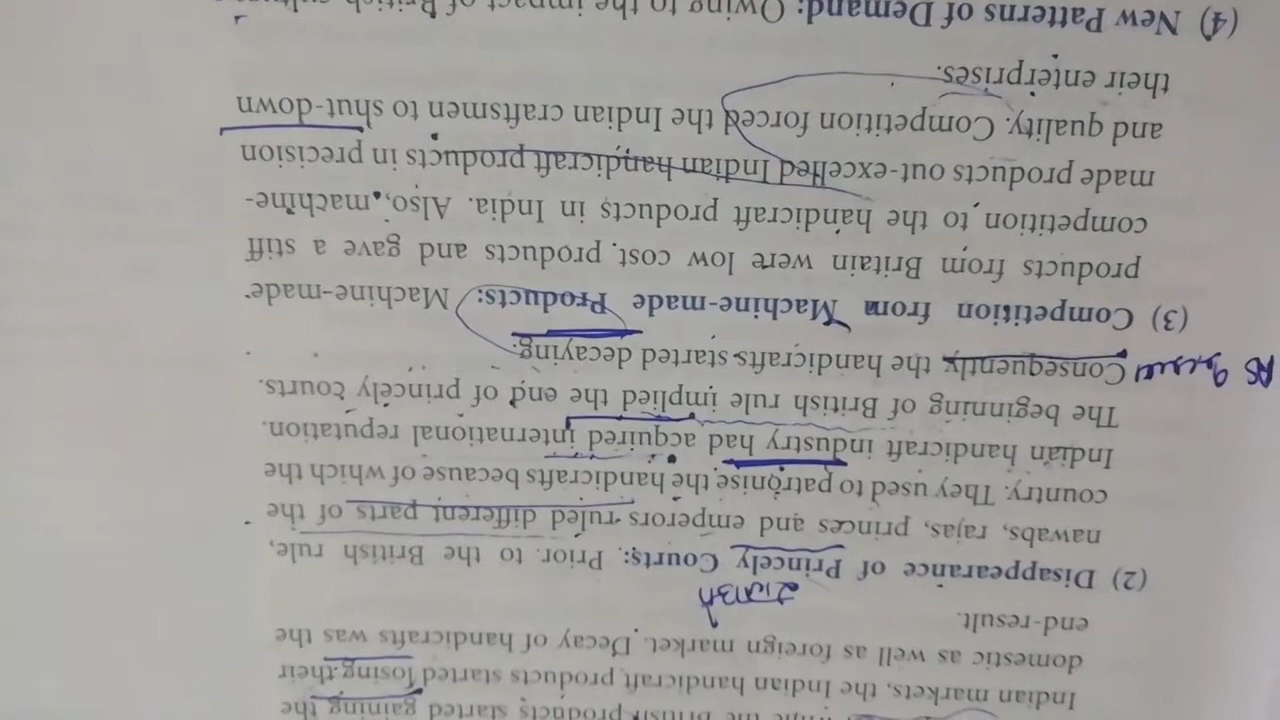 the British products started gaining the
Indian markets, the Indian handicraft products started losing their
domestic as well as foreign market. Decay of handicrafts was the
end-result.
(2) Disappearance of Princely Courts: Prior to the British rule,
nawabs, rajas, princes and emperors ruled different parts of the
country. They used to patronise the handicrafts because of which the
Indian handicraft industry had acquired international reputation.
The beginning of British rule implied the end of princely courts.
Consequently, the handicrafts started decaying.
(3) Competition from Machine-made Products: Machine-made
products from Britain were low cost products and gave a stiff
competition to the handicraft products in India. Also, machine-
made products out-excelled Indian handicraft products in precision
and quality. Competition forced the Indian craftsmen to shut-down
their enterprises.
(4) New Patterns of Demand: Owing to the impact of British